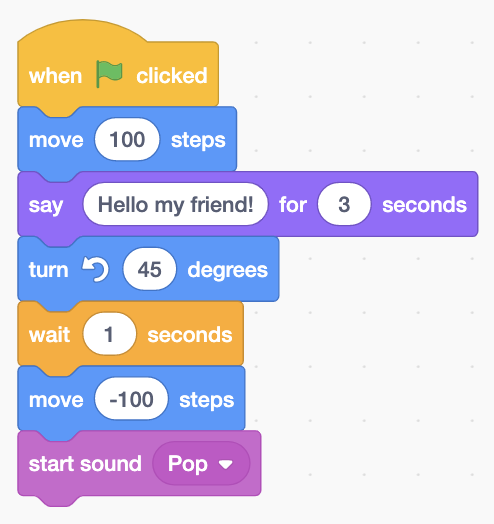 when clicked
move 100 steps
say Hello my friend! for 3 seconds
turn 45 degrees
wait 1 seconds
move -100 steps
start sound Pop